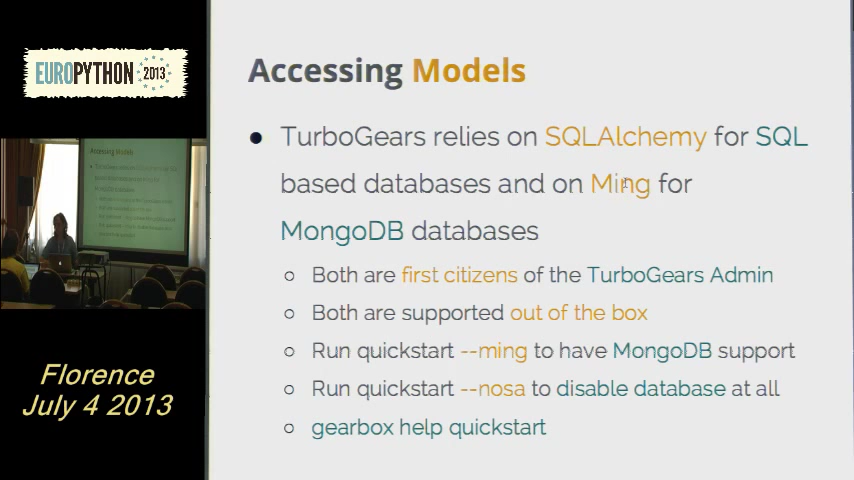 EUROPYTHON 2013
Accessing Models
Florence
July 4 2013
Accessing Models
TurboGears relies on SQLAlchemy for SQL
based databases and on Ming for
MongoDB databases
Both are first citizens of the TurboGears Admin
Both are supported out of the box
Run quickstart --ming to have MongoDB support
Run quickstart --nosa to disable database at all
gearbox help quickstart